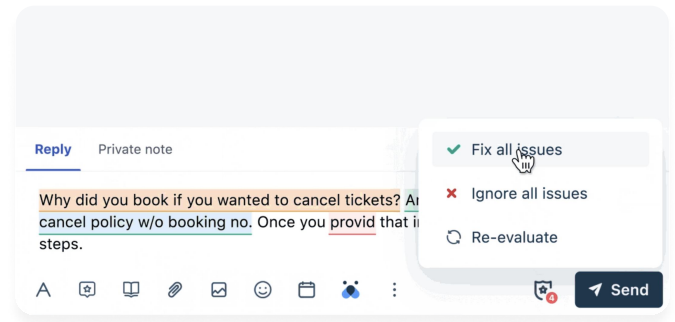 Reply Private note
Fix all issues
Ignore all issues
Re-evaluate
Why did you book if you wanted to cancel tickets?
cancel policy w/o booking no. Once you provid that
steps.
4
Send